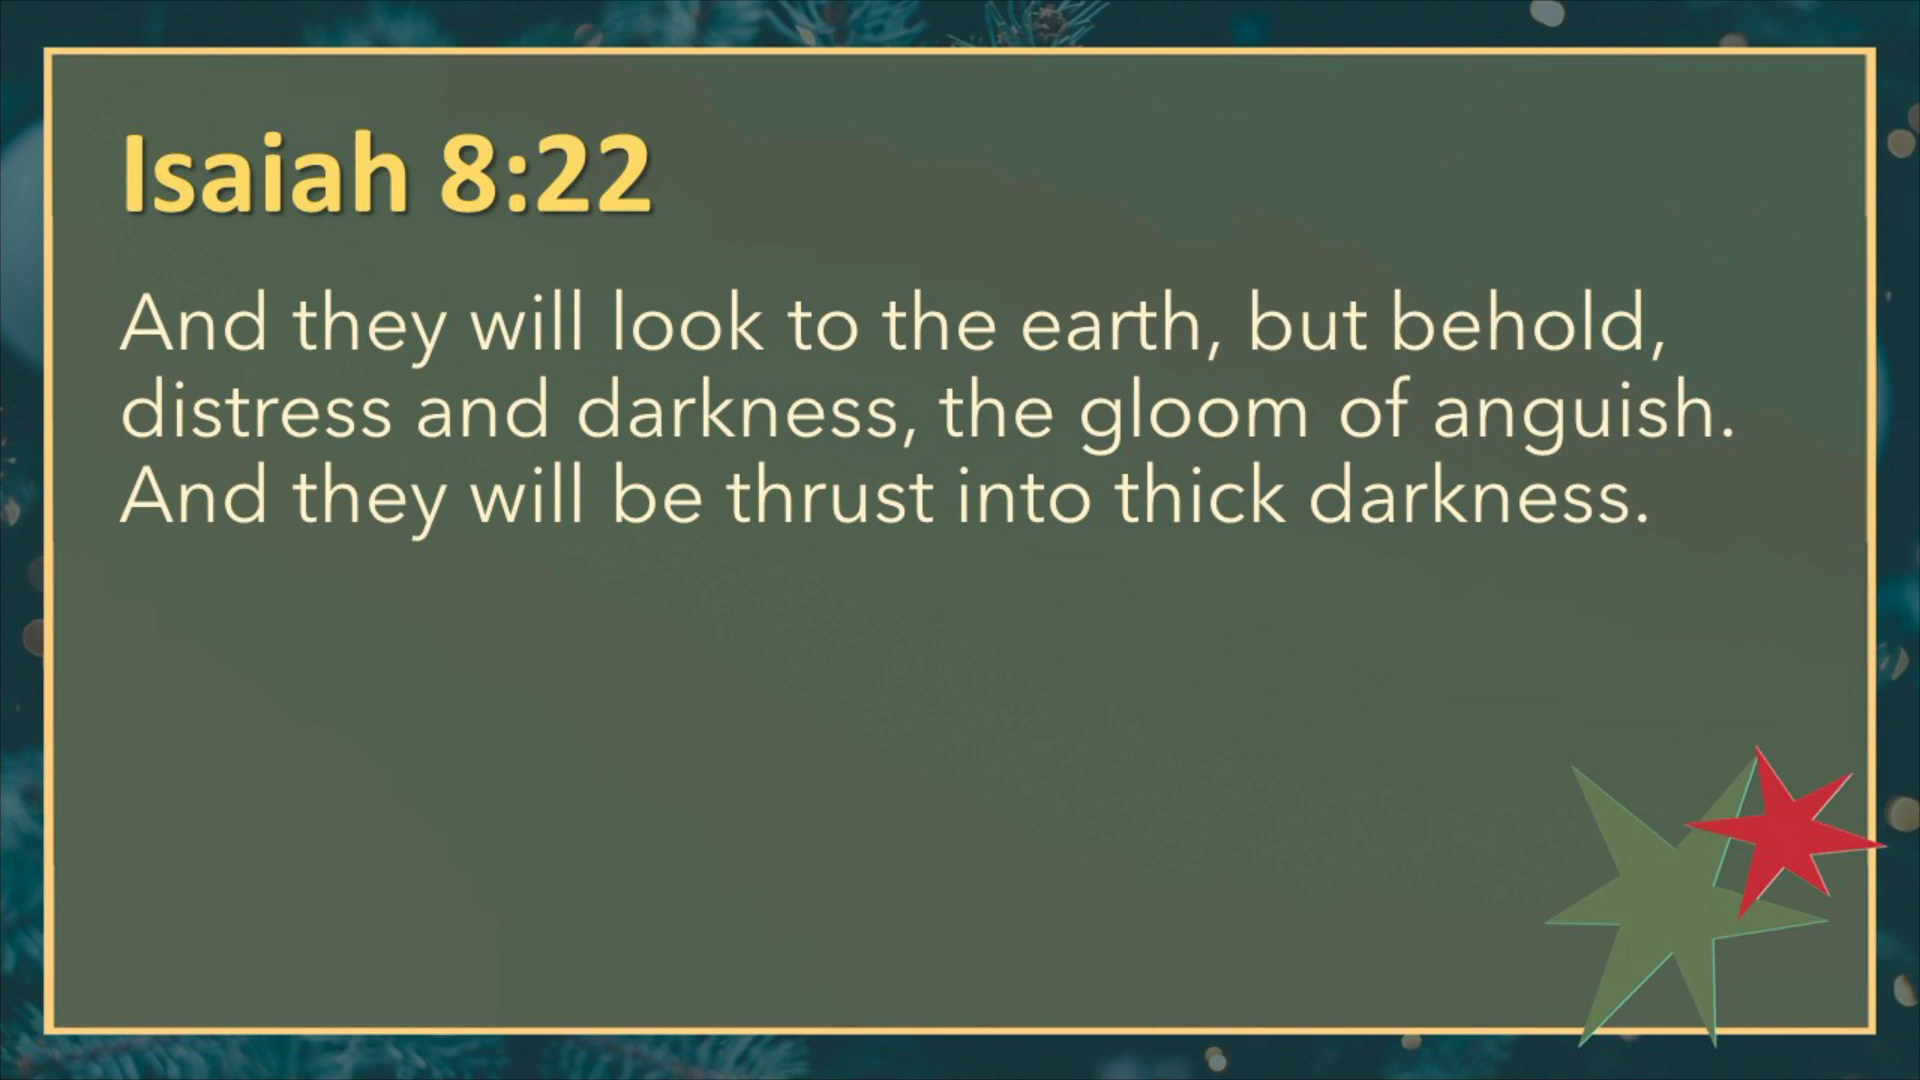 Isaiah 8:22
And they will look to the earth, but behold,
distress and darkness, the gloom of anguish.
And they will be thrust into thick darkness.